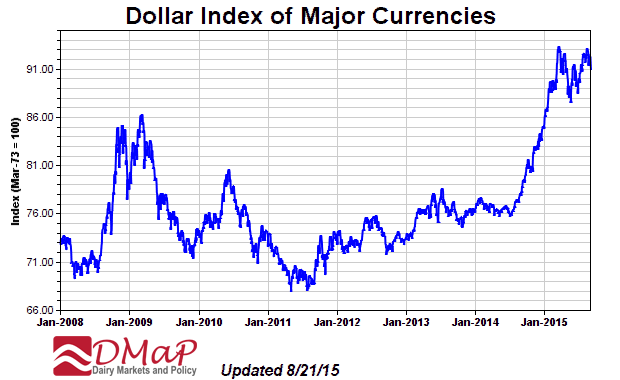 Dollar Index of Major Currencies
Index (Mar-73 = 100)
91.00
86.00
81.00
76.00
71.00
66.00
Jan-2008 Jan-2009 Jan-2010 Jan-2011 Jan-2012 Jan-2013 Jan-2014 Jan-2015
DMaP
Dairy Markets and Policy
Updated 8/21/15